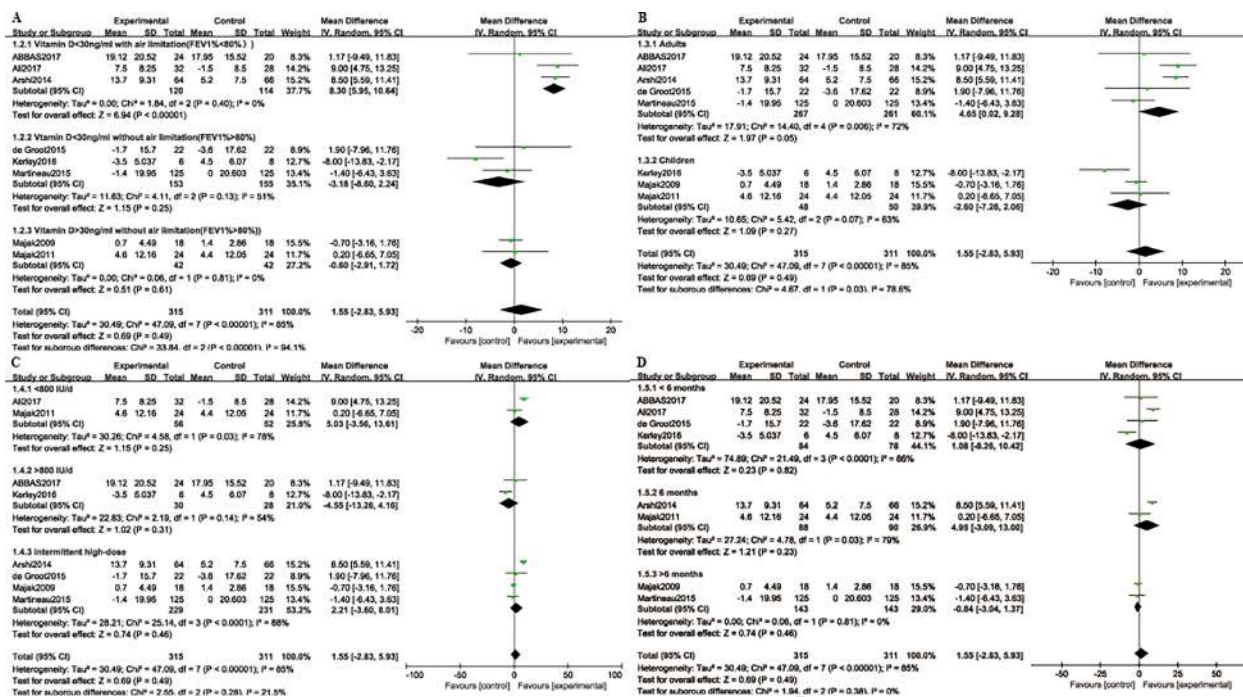 A
Experimental Control Mean Difference Mean Difference
Study or Subgroup Mean SD Total Mean SD Total Weight IV. Random. 95% CI IV. Random. 95% CI
1.2.1 Vitamin D<30ng/ml with air limitation(FEV1%<80%) )
ABBAS2017 19.12 20.52 24 17.95 15.52 20 9.7% 1.17 [-9.49, 11.83]
Ali2017 7.5 8.25 32 -1.5 8.5 28 14.2% 9.00 [4.75, 13.25]
Arshi2014 13.7 9.31 64 5.2 7.5 66 8.50 [5.59, 11.41]
Subtotal (95% CI) 120 114 37.7% 8.30 [5.95, 10.64]
Heterogeneity: Tau² = 0.00; Chi² = 1.84, df = 2 (P = 0.40); I² = 0%
Test for overall effect: Z = 6.94 (P < 0.00001)
1.2.2 Vitamin D<30ng/ml without air limitation(FEV1%>80%)
de Groot2015 -1.7 15.7 22 -3.6 17.62 22 1.90 [-7.96, 11.76]
Kerley2016 -3.5 5.037 6 4.5 6.07 8 12.7% -8.00 [-13.83, -2.17]
Martineau2015 -1.4 19.95 125 0 20.603 125 13.4% -1.40 [-6.43, 3.63]
Subtotal (95% CI) 153 155 35.1% -3.18 [-8.60, 2.24]
Heterogeneity: Tau² = 11.63; Chi² = 4.11, df = 2 (P = 0.13); I² = 51%
Test for overall effect: Z = 1.15 (P = 0.25)
1.2.3 Vitamin D>30ng/ml without air limitation(FEV1%>80%))
Majak2009 0.7 4.49 18 1.4 2.86 18 15.5% -0.70 [-3.16, 1.76]
Majak2011 4.6 12.16 24 4.4 12.05 24 11.7% 0.20 [-6.65, 7.05]
Subtotal (95% CI) 42 42 27.2% -0.60 [-2.91, 1.72]
Heterogeneity: Tau² = 0.00; Chi² = 0.06, df = 1 (P = 0.81); I² = 0%
Test for overall effect: Z = 0.51 (P = 0.61)
Total (95% CI) 315 311 100.0% 1.55 [-2.83, 5.93]
Heterogeneity: Tau² = 30.49; Chi² = 47.09, df = 7 (P < 0.00001); I² = 85%
Test for overall effect: Z = 0.69 (P = 0.49)
Test for subgroup differences: Chi² = 33.84, df = 2 (P < 0.00001), I² = 94.1%
-20 -10 0 10 20
Favours [control] Favours [experimental]
B
Experimental Control Mean Difference Mean Difference
Study or Subgroup Mean SD Total Mean SD Total Weight IV. Random. 95% CI IV. Random. 95% CI
1.3.1 Adults
ABBAS2017 19.12 20.52 24 17.95 15.52 20 9.7% 1.17 [-9.49, 11.83]
Ali2017 7.5 8.25 32 -1.5 8.5 28 14.2% 9.00 [4.75, 13.25]
Arshi2014 13.7 9.31 64 5.2 7.5 66 8.50 [5.59, 11.41]
de Groot2015 -1.7 15.7 22 -3.6 17.62 22 1.90 [-7.96, 11.76]
Martineau2015 -1.4 19.95 125 0 20.603 125 13.4% -1.40 [-6.43, 3.63]
Subtotal (95% CI) 267 261 60.1% 4.65 [0.02, 9.28]
Heterogeneity: Tau² = 17.91; Chi² = 14.40, df = 4 (P = 0.006); I² = 72%
Test for overall effect: Z = 1.97 (P = 0.05)
1.3.2 Children
Kerley2016 -3.5 5.037 6 4.5 6.07 8 12.7% -8.00 [-13.83, -2.17]
Majak2009 0.7 4.49 18 1.4 2.86 18 15.5% -0.70 [-3.16, 1.76]
Majak2011 4.6 12.16 24 4.4 12.05 24 11.7% 0.20 [-6.65, 7.05]
Subtotal (95% CI) 48 50 39.9% -2.60 [-7.26, 2.06]
Heterogeneity: Tau² = 10.65; Chi² = 5.42, df = 2 (P = 0.07); I² = 63%
Test for overall effect: Z = 1.09 (P = 0.27)
Total (95% CI) 315 311 100.0% 1.55 [-2.83, 5.93]
Heterogeneity: Tau² = 30.49; Chi² = 47.09, df = 7 (P < 0.00001); I² = 85%
Test for overall effect: Z = 0.69 (P = 0.49)
Test for subgroup differences: Chi² = 4.67, df = 1 (P = 0.03), I² = 78.6%
-20 -10 0 10 20
Favours [control] Favours [experimental]
C
Experimental Control Mean Difference Mean Difference
Study or Subgroup Mean SD Total Mean SD Total Weight IV. Random. 95% CI IV. Random. 95% CI
1.4.1 <800 IU/d
Ali2017 7.5 8.25 32 -1.5 8.5 28 14.2% 9.00 [4.75, 13.25]
Majak2011 4.6 12.16 24 4.4 12.05 24 11.7% 0.20 [-6.65, 7.05]
Subtotal (95% CI) 56 52 25.8% 5.03 [-3.56, 13.61]
Heterogeneity: Tau² = 30.26; Chi² = 4.58, df = 1 (P = 0.03); I² = 78%
Test for overall effect: Z = 1.15 (P = 0.25)
1.4.2 >800 IU/d
ABBAS2017 19.12 20.52 24 17.95 15.52 20 9.7% 1.17 [-9.49, 11.83]
Kerley2016 -3.5 5.037 6 4.5 6.07 8 12.7% -8.00 [-13.83, -2.17]
Subtotal (95% CI) 30 28 21.0% -4.55 [-13.26, 4.16]
Heterogeneity: Tau² = 22.83; Chi² = 2.19, df = 1 (P = 0.14); I² = 54%
Test for overall effect: Z = 1.02 (P = 0.31)
1.4.3 Intermittent high-dose
Arshi2014 13.7 9.31 64 5.2 7.5 66 8.50 [5.59, 11.41]
de Groot2015 -1.7 15.7 22 -3.6 17.62 22 1.90 [-7.96, 11.76]
Majak2009 0.7 4.49 18 1.4 2.86 18 15.5% -0.70 [-3.16, 1.76]
Martineau2015 -1.4 19.95 125 0 20.603 125 13.4% -1.40 [-6.43, 3.63]
Subtotal (95% CI) 229 231 53.2% 2.21 [-3.60, 8.01]
Heterogeneity: Tau² = 28.21; Chi² = 25.14, df = 3 (P < 0.0001); I² = 88%
Test for overall effect: Z = 0.74 (P = 0.46)
Total (95% CI) 315 311 100.0% 1.55 [-2.83, 5.93]
Heterogeneity: Tau² = 30.49; Chi² = 47.09, df = 7 (P < 0.00001); I² = 85%
Test for overall effect: Z = 0.69 (P = 0.49)
Test for subgroup differences: Chi² = 2.55, df = 2 (P = 0.28), I² = 21.5%
-100 -50 0 50 100
Favours [control] Favours [experimental]
D
Experimental Control Mean Difference Mean Difference
Study or Subgroup Mean SD Total Mean SD Total Weight IV. Random. 95% CI IV. Random. 95% CI
1.5.1 < 6 months
ABBAS2017 19.12 20.52 24 17.95 15.52 20 9.7% 1.17 [-9.49, 11.83]
Ali2017 7.5 8.25 32 -1.5 8.5 28 14.2% 9.00 [4.75, 13.25]
de Groot2015 -1.7 15.7 22 -3.6 17.62 22 1.90 [-7.96, 11.76]
Kerley2016 -3.5 5.037 6 4.5 6.07 8 12.7% -8.00 [-13.83, -2.17]
Subtotal (95% CI) 84 78 44.1% 1.08 [-8.26, 10.42]
Heterogeneity: Tau² = 74.89; Chi² = 21.49, df = 3 (P < 0.0001); I² = 86%
Test for overall effect: Z = 0.23 (P = 0.82)
1.5.2 6 months
Arshi2014 13.7 9.31 64 5.2 7.5 66 8.50 [5.59, 11.41]
Majak2011 4.6 12.16 24 4.4 12.05 24 11.7% 0.20 [-6.65, 7.05]
Subtotal (95% CI) 88 90 26.9% 4.95 [-3.09, 13.00]
Heterogeneity: Tau² = 27.24; Chi² = 4.78, df = 1 (P = 0.03); I² = 79%
Test for overall effect: Z = 1.21 (P = 0.23)
1.5.3 >6 months
Majak2009 0.7 4.49 18 1.4 2.86 18 15.5% -0.70 [-3.16, 1.76]
Martineau2015 -1.4 19.95 125 0 20.603 125 13.4% -1.40 [-6.43, 3.63]
Subtotal (95% CI) 143 143 29.0% -0.84 [-3.04, 1.37]
Heterogeneity: Tau² = 0.00; Chi² = 0.06, df = 1 (P = 0.81); I² = 0%
Test for overall effect: Z = 0.74 (P = 0.46)
Total (95% CI) 315 311 100.0% 1.55 [-2.83, 5.93]
Heterogeneity: Tau² = 30.49; Chi² = 47.09, df = 7 (P < 0.00001); I² = 85%
Test for overall effect: Z = 0.69 (P = 0.49)
Test for subgroup differences: Chi² = 1.94, df = 2 (P = 0.38), I² = 0%
-50 -25 0 25 50
Favours [control] Favours [experimental]